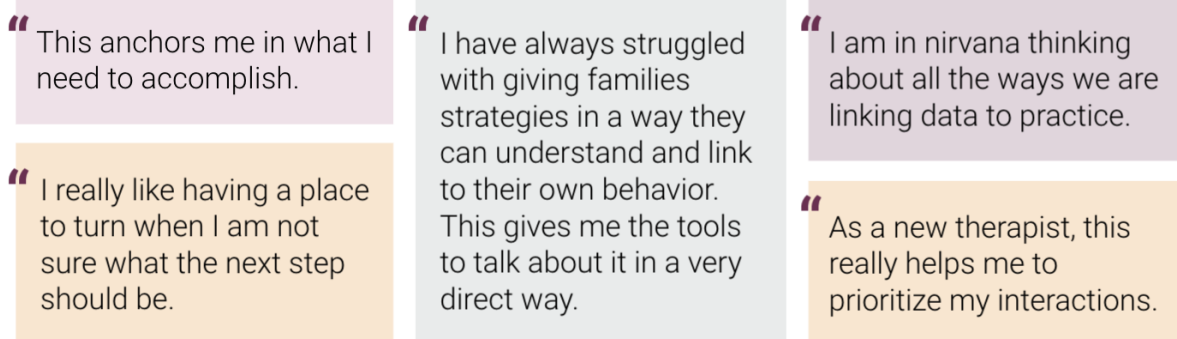 “
This anchors me in what I
need to accomplish.
“
I really like having a place
to turn when I am not
sure what the next step
should be.
“
I have always struggled
with giving families
strategies in a way they
can understand and link
to their own behavior.
This gives me the tools
to talk about it in a very
direct way.
“
I am in nirvana thinking
about all the ways we are
linking data to practice.
“
As a new therapist, this
really helps me to
prioritize my interactions.